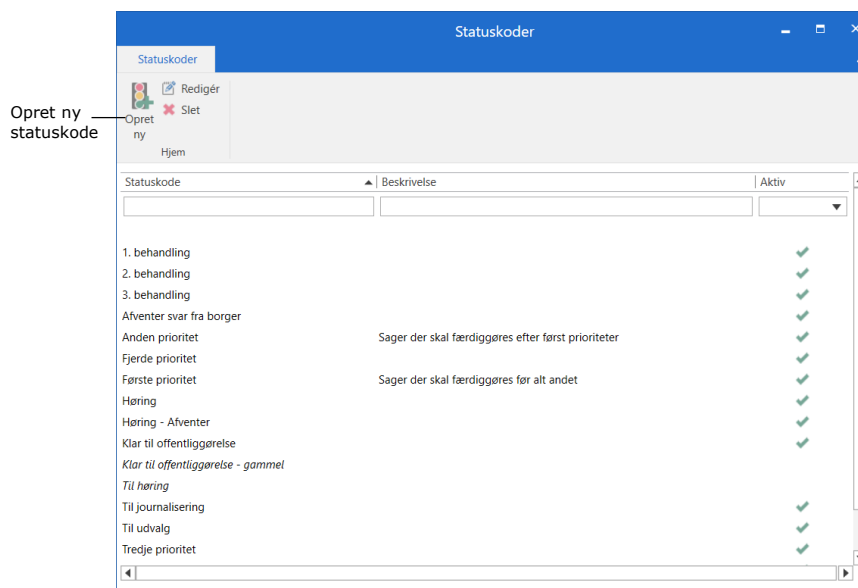 Statuskoder
Statuskoder
Redigér
Slet
Opret
ny
Hjem
Opret ny
statuskode
Statuskode Beskrivelse Aktiv
1. behandling
2. behandling
3. behandling
Afventer svar fra borger
Anden prioritet Sager der skal færdiggøres efter først prioriteter
Fjerde prioritet
Første prioritet Sager der skal færdiggøres før alt andet
Høring
Høring - Afventer
Klar til offentliggørelse
Klar til offentliggørelse - gammel
Til høring
Til journalisering
Til udvalg
Tredje prioritet